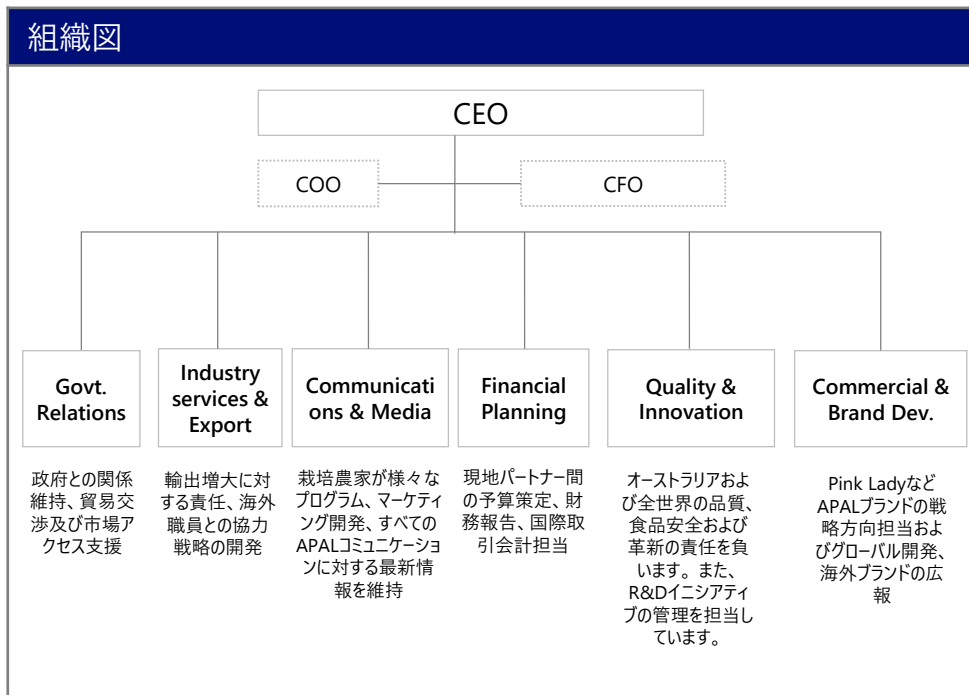 組織図
CEO
COO
CFO
Govt.
Relations
Industry
services &
Export
Communicati
ons & Media
Financial
Planning
Quality &
Innovation
Commercial &
Brand Dev.
政府との関係
維持、貿易交
渉及び市場ア
クセス支援
輸出増大に対
する責任、海外
職員との協力
戦略の開発
栽培農家が様々な
プログラム、マーケティ
ング開発、すべての
APALコミュニケーショ
ンに対する最新情
報を維持
現地パートナー間
の予算策定、財
務報告、国際取
引会計担当
オーストラリアおよ
び全世界の品質、
食品安全および
革新の責任を負
います。また、
R&Dイニシアティ
ブの管理を担当し
ています。
Pink Ladyなど
APALブランドの戦
略方向担当およ
びグローバル開発、
海外ブランドの広
報